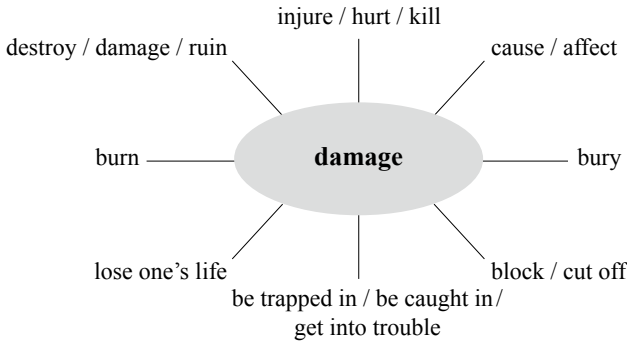 injure / hurt / kill
destroy / damage / ruin
cause / affect
burn
damage
bury
lose one’s life
block / cut off
be trapped in / be caught in /
get into trouble